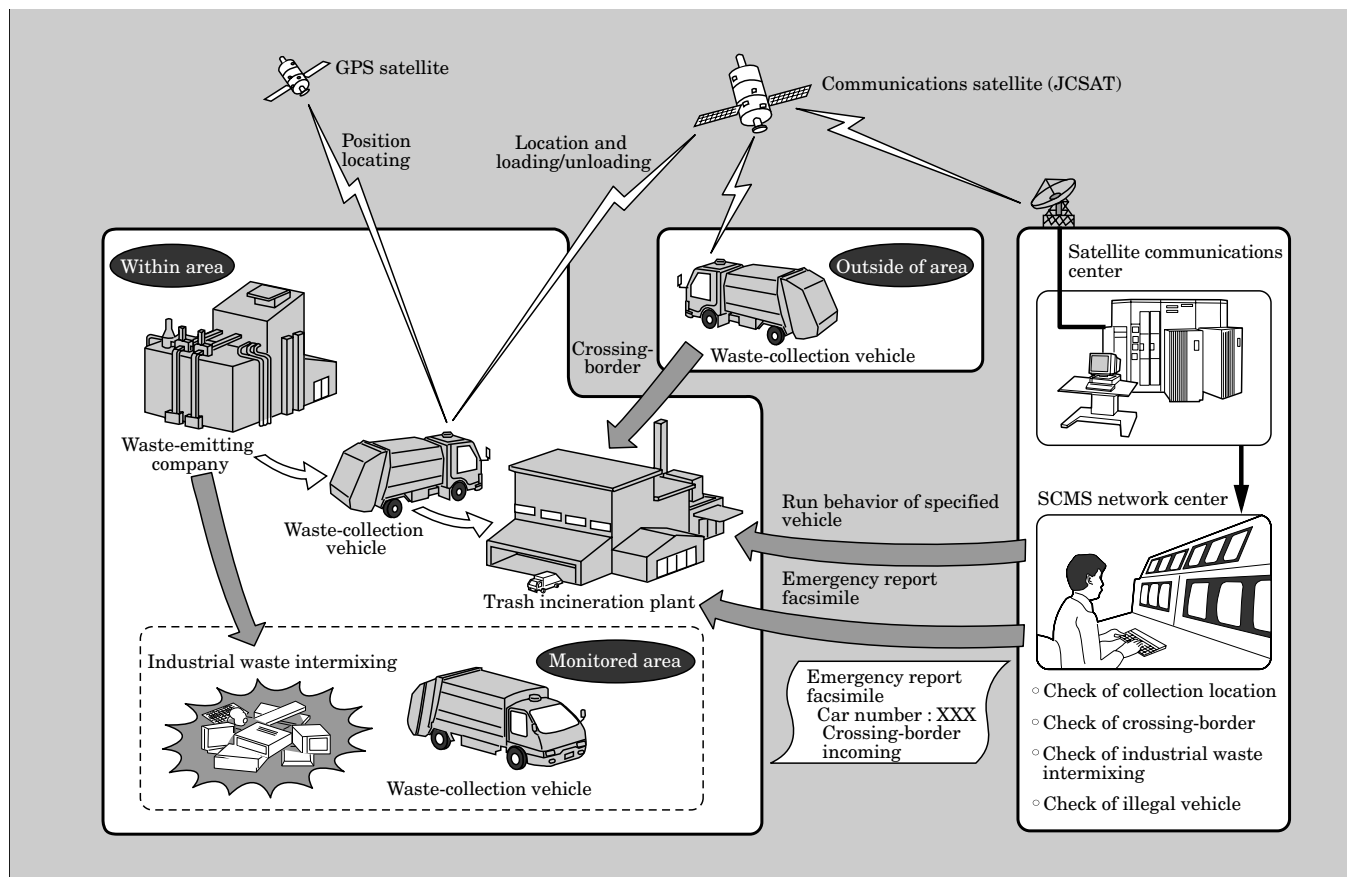 GPS satellite
Communications satellite (JCSAT)
Position
locating
Location and
loading/unloading
Within area
Outside of area
Satellite communications
center
Crossing-
border
Waste-collection vehicle
Waste-emitting
company
Waste-collection
vehicle
Trash incineration plant
Run behavior of specified
vehicle
SCMS network center
Emergency report
facsimile
Industrial waste intermixing
Monitored area
Waste-collection vehicle
Emergency report
facsimile
Car number : XXX
Crossing-border
incoming
○ Check of collection location
○ Check of crossing-border
○ Check of industrial waste
intermixing
○ Check of illegal vehicle